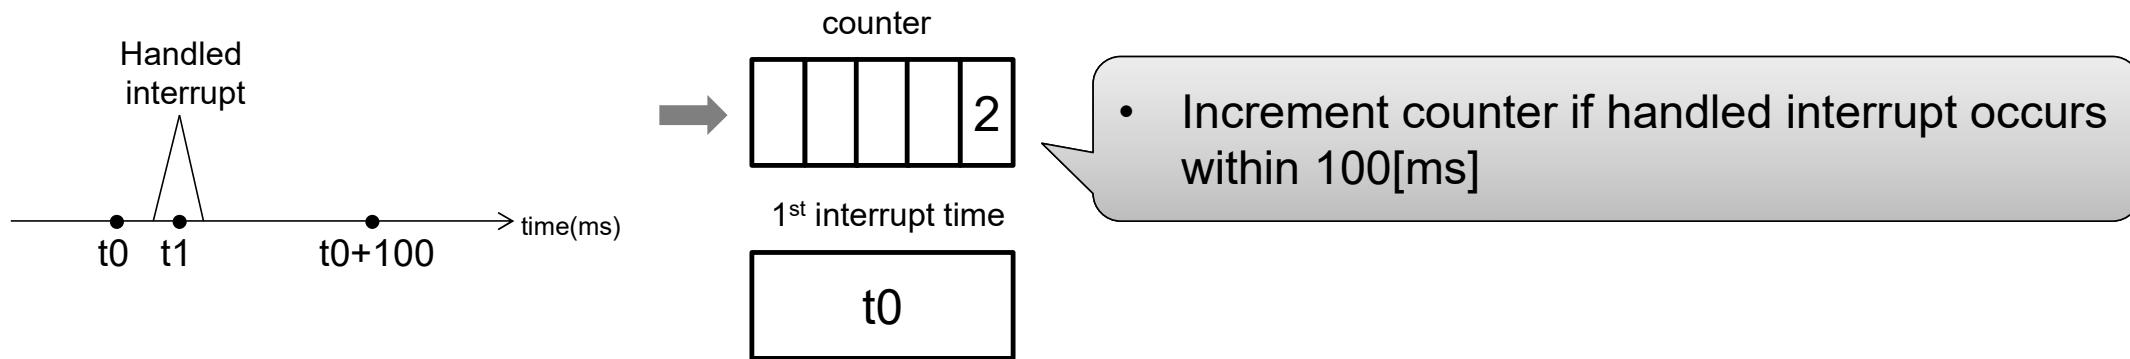 Handled
interrupt
t0 t1 t0+100
time(ms)
counter
2
1st interrupt time
t0
• Increment counter if handled interrupt occurs
within 100[ms]